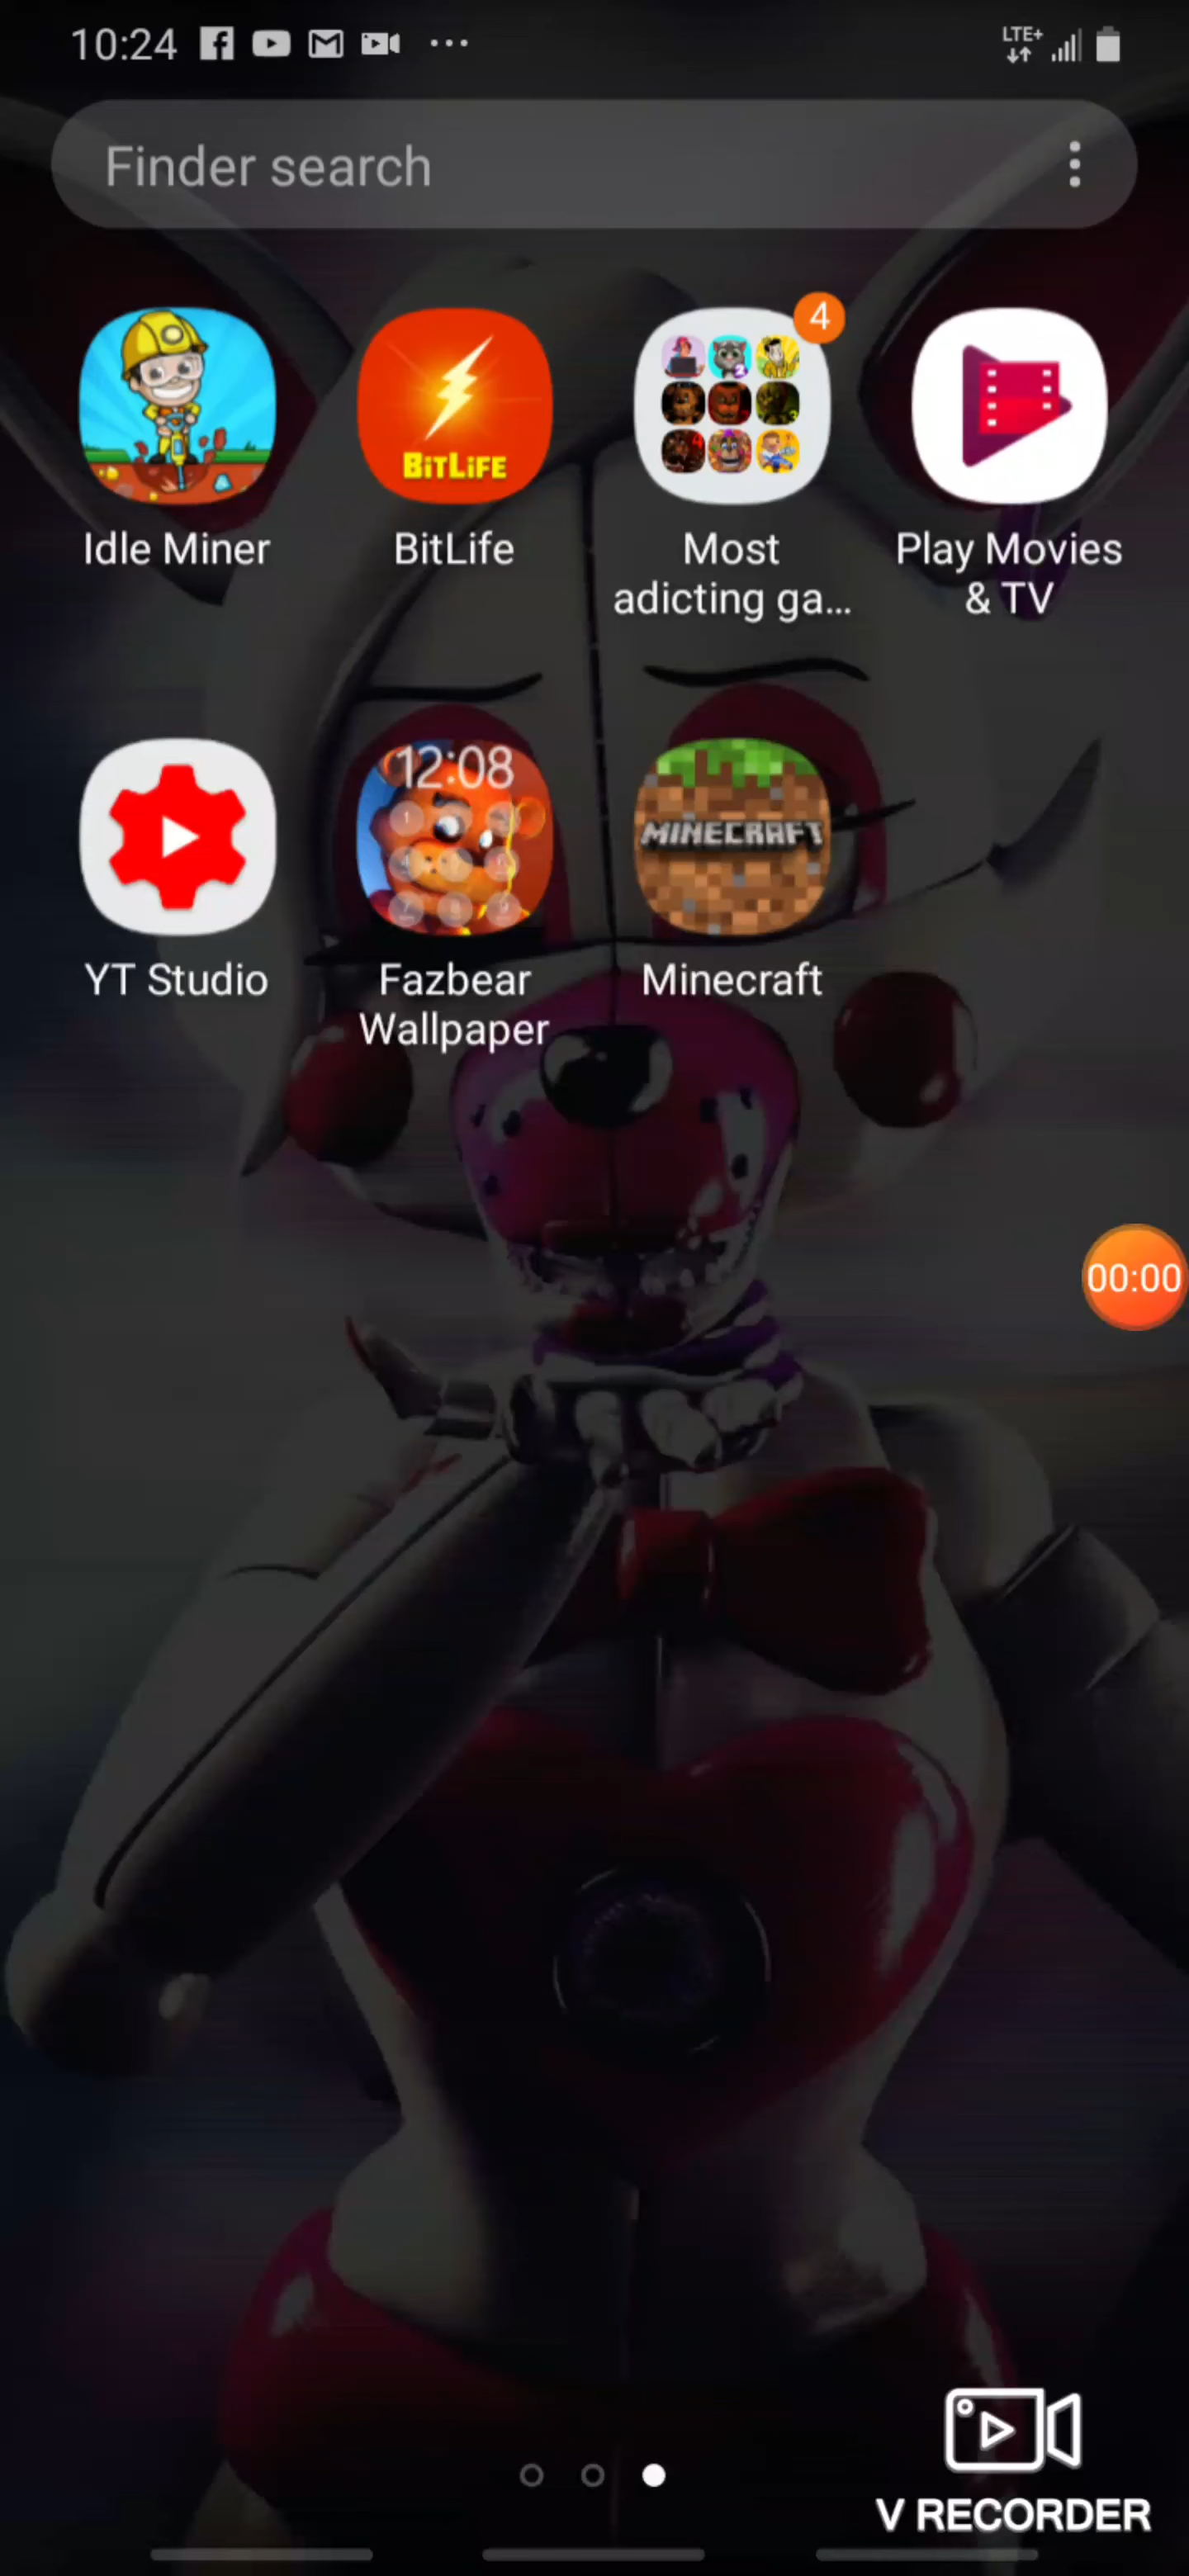 10:24
LTE+
Finder search
4
BiTLiFE
Idle Miner
BitLife
Most
adicting ga...
Play Movies
& TV
12:08
MINECRAFT
YT Studio
Fazbear
Wallpaper
Minecraft
00:00
V RECORDER